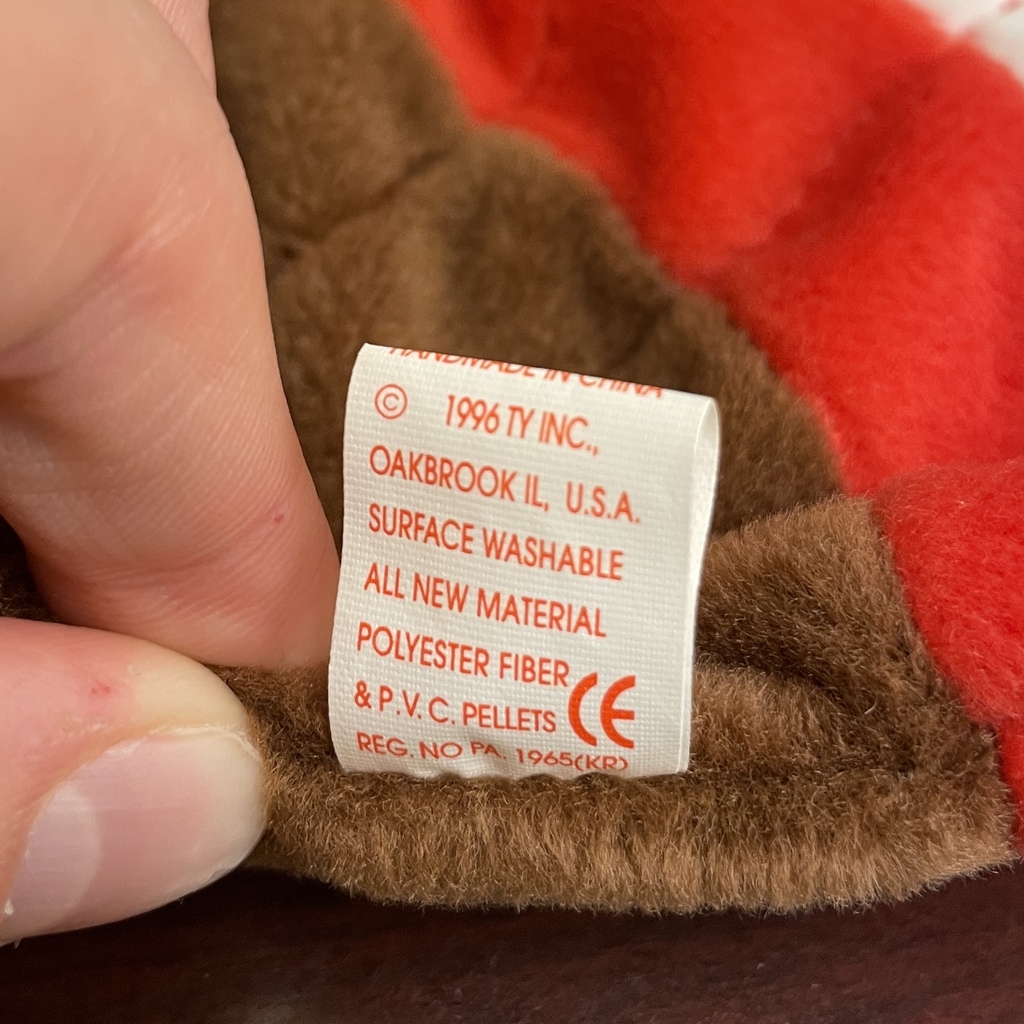 HANDMADE IN CHINA
© 1996 TY INC.,
OAKBROOK IL, U.S.A.
SURFACE WASHABLE
ALL NEW MATERIAL
POLYESTER FIBER
& P.V.C. PELLETS CE
REG. NO PA. 1965(KR)